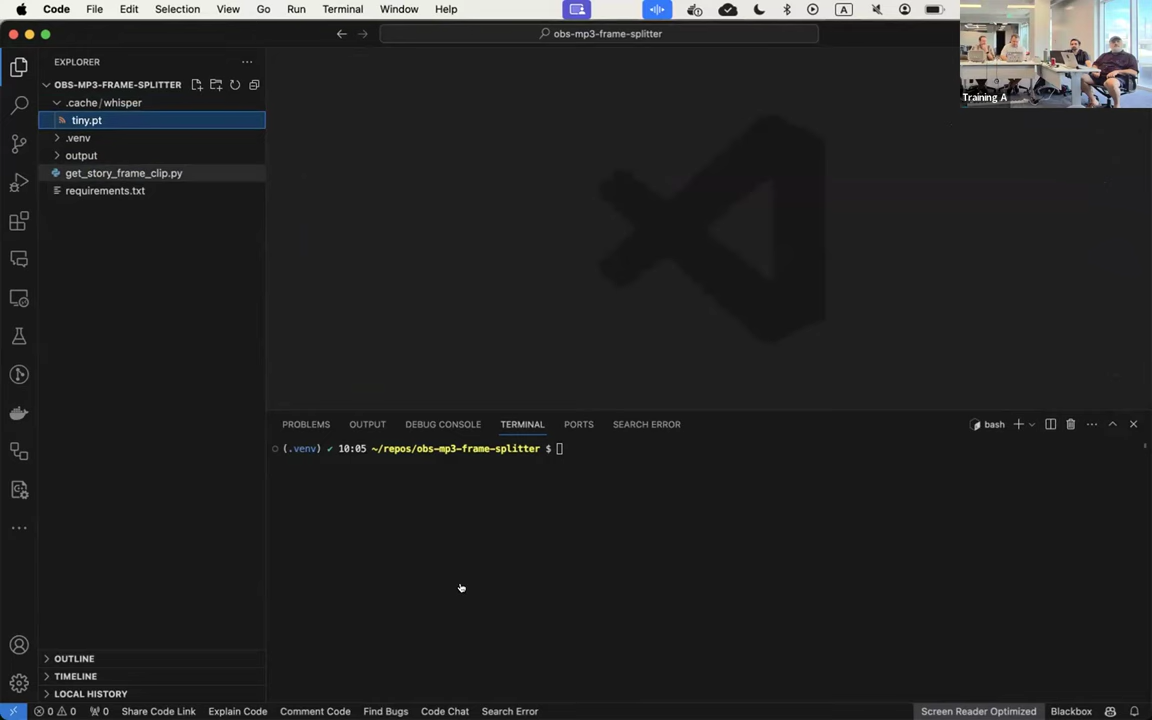 Code File Edit Selection View Go Run Terminal Window Help
A
obs-mp3-frame-splitter
Training A
EXPLORER
OBS-MP3-FRAME-SPLITTER
.cache / whisper
tiny.pt
.venv
output
get_story_frame_clip.py
requirements.txt
PROBLEMS OUTPUT DEBUG CONSOLE TERMINAL PORTS SEARCH ERROR
bash
(.venv) ✔ 10:05 ~/repos/obs-mp3-frame-splitter $
OUTLINE
TIMELINE
LOCAL HISTORY
0 0 0 Share Code Link Explain Code Comment Code Find Bugs Code Chat Search Error Screen Reader Optimized Blackbox